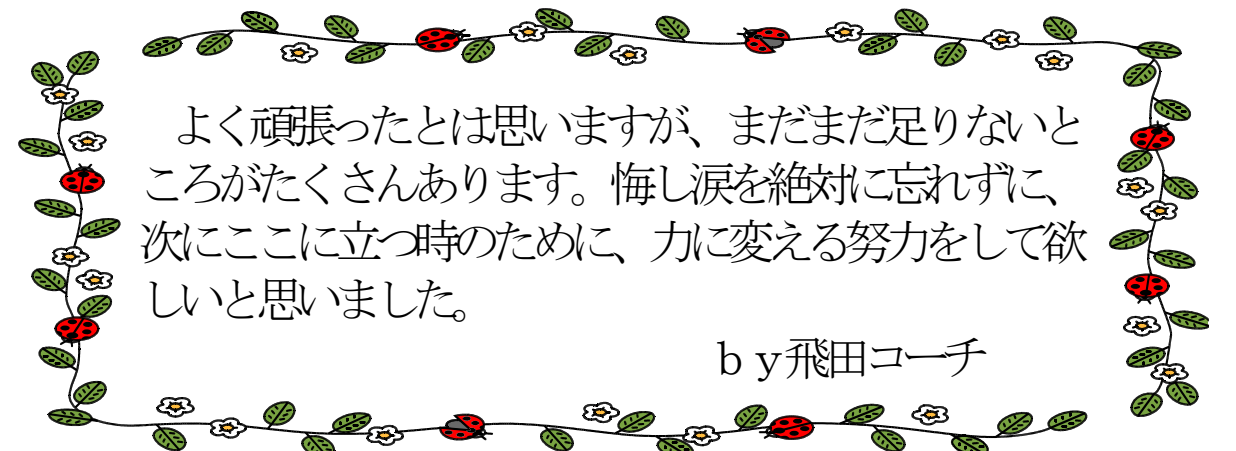 よく頑張ったとは思いますが、まだまだ足りないと
ころがたくさんあります。悔し涙を絶対に忘れずに、
次にここに立つ時のために、力に変える努力をして欲
しいと思いました。
ｂｙ飛田コーチ